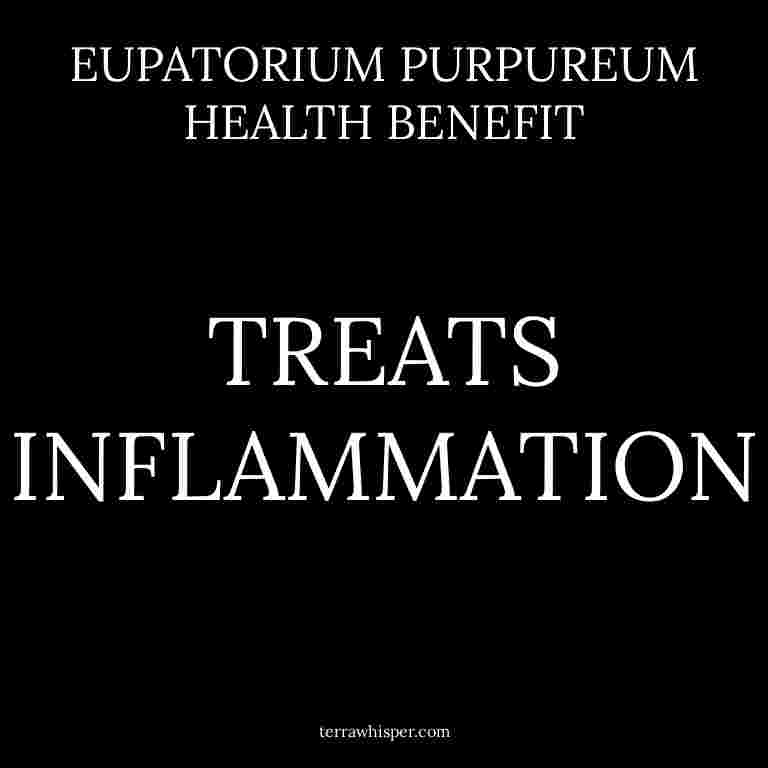 EUPATORIUM PURPUREUM
HEALTH BENEFIT
TREATS
INFLAMMATION
terrawhisper.com